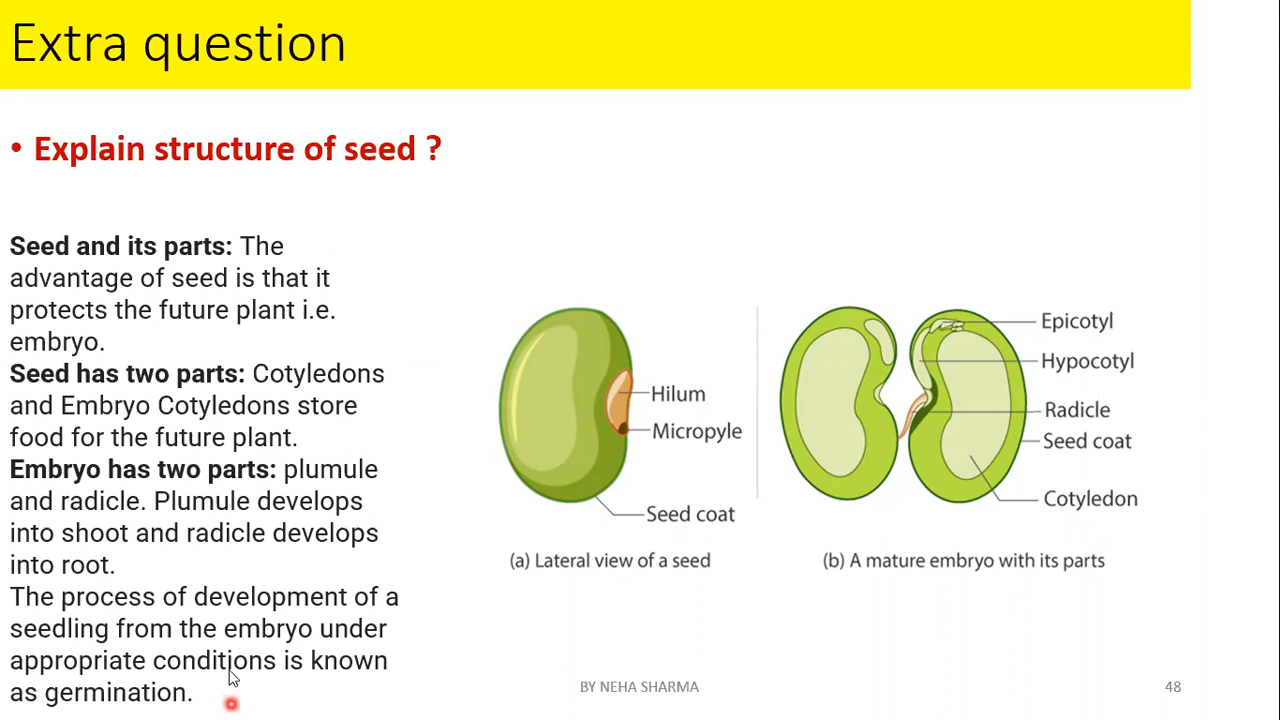 Extra question
• Explain structure of seed ?
Seed and its parts: The
advantage of seed is that it
protects the future plant i.e.
embryo.
Seed has two parts: Cotyledons
and Embryo Cotyledons store
food for the future plant.
Embryo has two parts: plumule
and radicle. Plumule develops
into shoot and radicle develops
into root.
The process of development of a
seedling from the embryo under
appropriate conditions is known
as germination.
Hilum
Micropyle
Seed coat
(a) Lateral view of a seed
Epicotyl
Hypocotyl
Radicle
Seed coat
Cotyledon
(b) A mature embryo with its parts
BY NEHA SHARMA
48